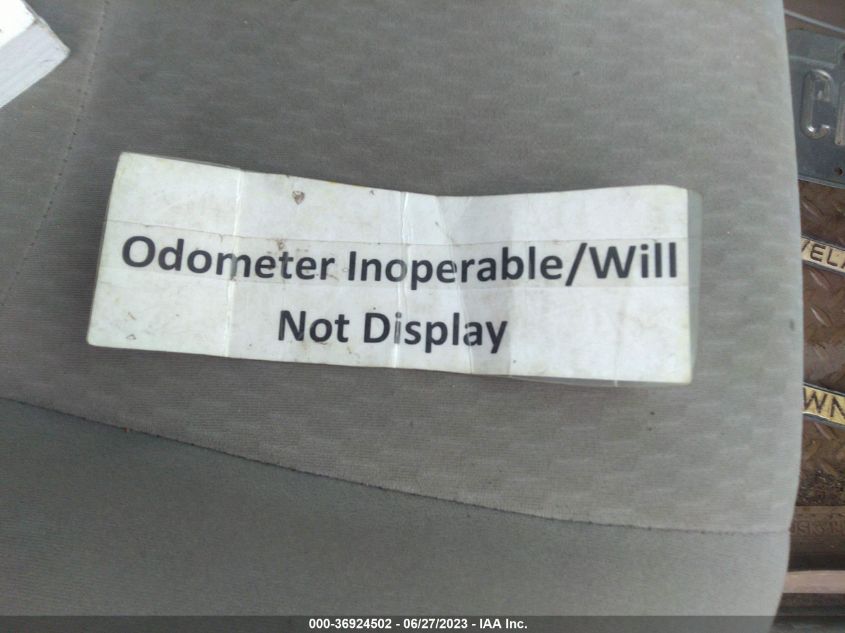 Odometer Inoperable/Will
Not Display
000-36924502 - 06/27/2023 - IAA Inc.